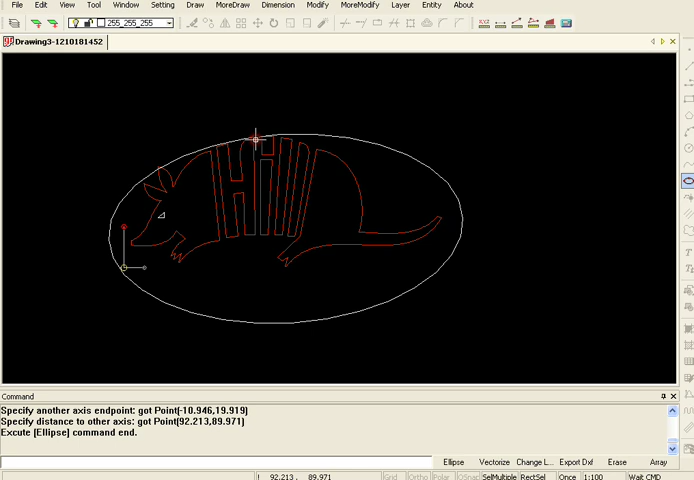 File Edit View Tool Window Setting Draw MoreDraw Dimension Modify MoreModify Layer Entity About
255_255_255
XYZ
Drawing3-1210181452
Command
Specify another axis endpoint: got Point(-10.946,19.919)
Specify distance to other axis: got Point(92.213,89.971)
Excute [Ellipse] command end.
Ellipse Vectorize Change L... Export Dxf Erase Array
! 92.213 , 89.971 Grid Ortho Polar OSnap SelMultiple RectSel Once 1:100 Wait CMD